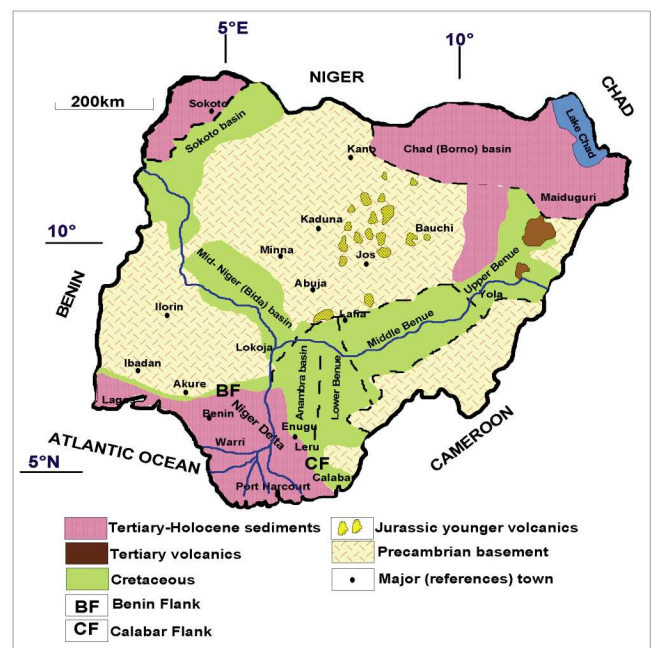 5°E
10°
NIGER
CHAD
200km
Sokoto
Sokoto basin
Lake Chad
Kano
Chad (Borno) basin
Maiduguri
10°
Kaduna
Bauchi
Minna
Jos
Upper Benue
Mid- Niger (Bida) basin
Abuja
Yola
BENIN
Ilorin
Lafia
Middle Benue
Lokoja
Anambra basin
Lower Benue
Ibadan
Akure
BF
Lagos
Benin
Niger Delta
CAMEROON
ATLANTIC OCEAN
Warri
Enugu
Leru
5°N
CF
Calabar
Port Harcourt
Tertiary-Holocene sediments
Jurassic younger volcanics
Tertiary volcanics
Precambrian basement
Cretaceous
Major (references) town
BF Benin Flank
CF Calabar Flank